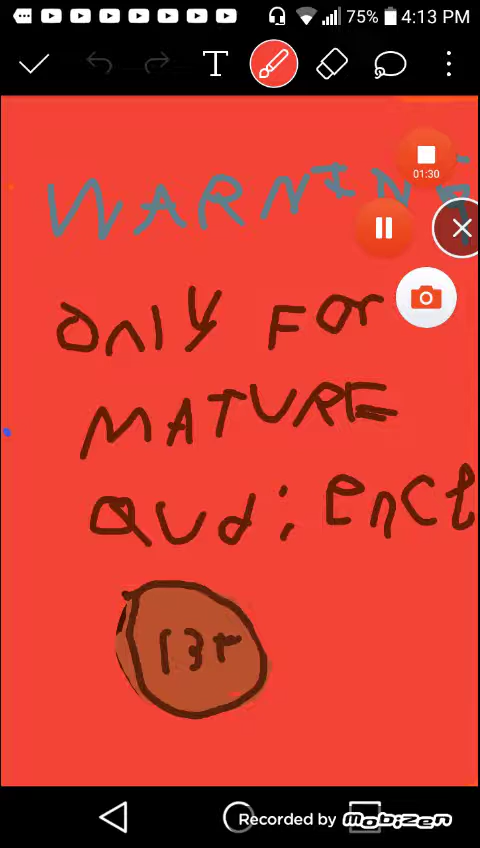 75% 4:13 PM
T
01:30
WARNING
Only FOR
MATURE
AUdiENCE
13+
Recorded by MOBIZEN